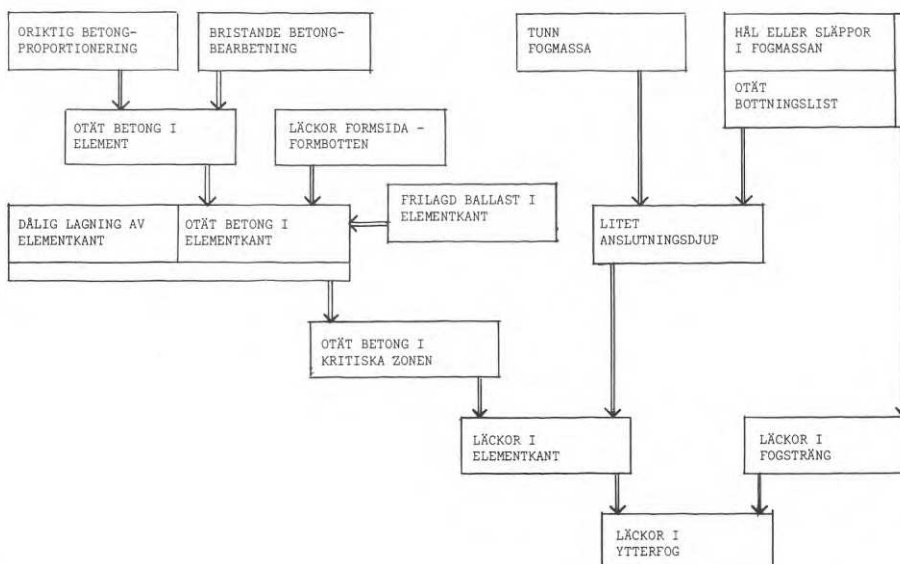 ORIKTIG BETONG-
PROPORTIONERING
BRISTANDE BETONG-
BEARBETNING
TUNN
FOGMASSA
HÅL ELLER SLÄPPOR
I FOGMASSAN
OTÄT
BOTTNINGSLIST
OTÄT BETONG I
ELEMENT
LÄCKOR FORMSIDA -
FORMBOTTEN
DÅLIG LAGNING AV
ELEMENTKANT
OTÄT BETONG I
ELEMENTKANT
FRILAGD BALLAST I
ELEMENTKANT
LITET
ANSLUTNINGSDJUP
OTÄT BETONG I
KRITISKA ZONEN
LÄCKOR I
ELEMENTKANT
LÄCKOR I
FOGSTRÄNG
LÄCKOR I
YTTERFOG